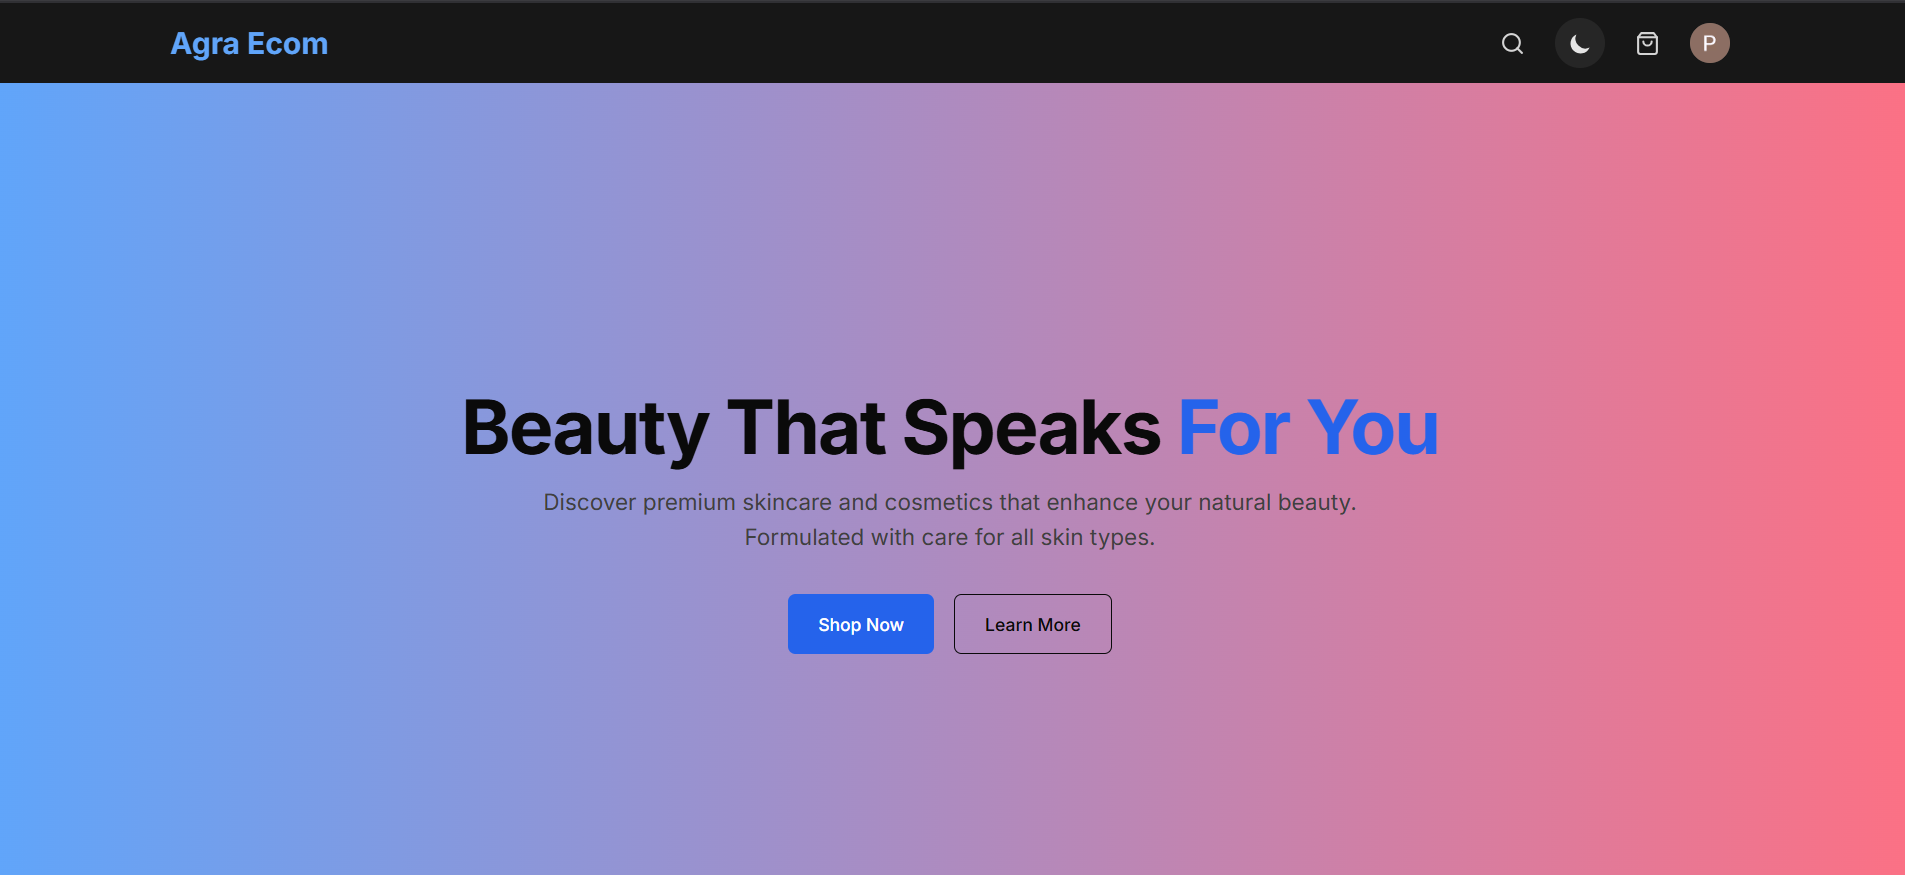 Agra Ecom
P
Beauty That Speaks For You
Discover premium skincare and cosmetics that enhance your natural beauty.
Formulated with care for all skin types.
Shop Now
Learn More